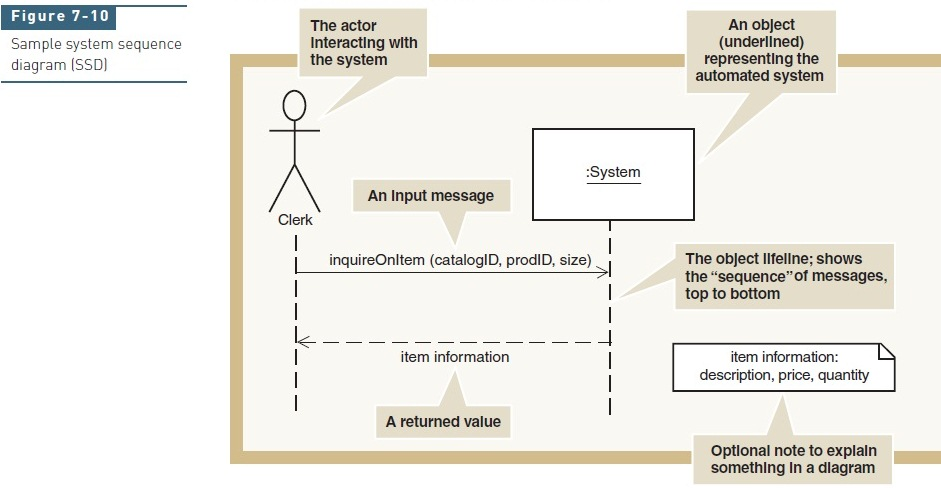 Figure 7-10
Sample system sequence
diagram (SSD)
The actor
interacting with
the system
An object
(underlined)
representing the
automated system
:System
An input message
Clerk
inquireOnItem (catalogID, prodID, size)
The object lifeline; shows
the “sequence” of messages,
top to bottom
item information
item information:
description, price, quantity
A returned value
Optional note to explain
something in a diagram